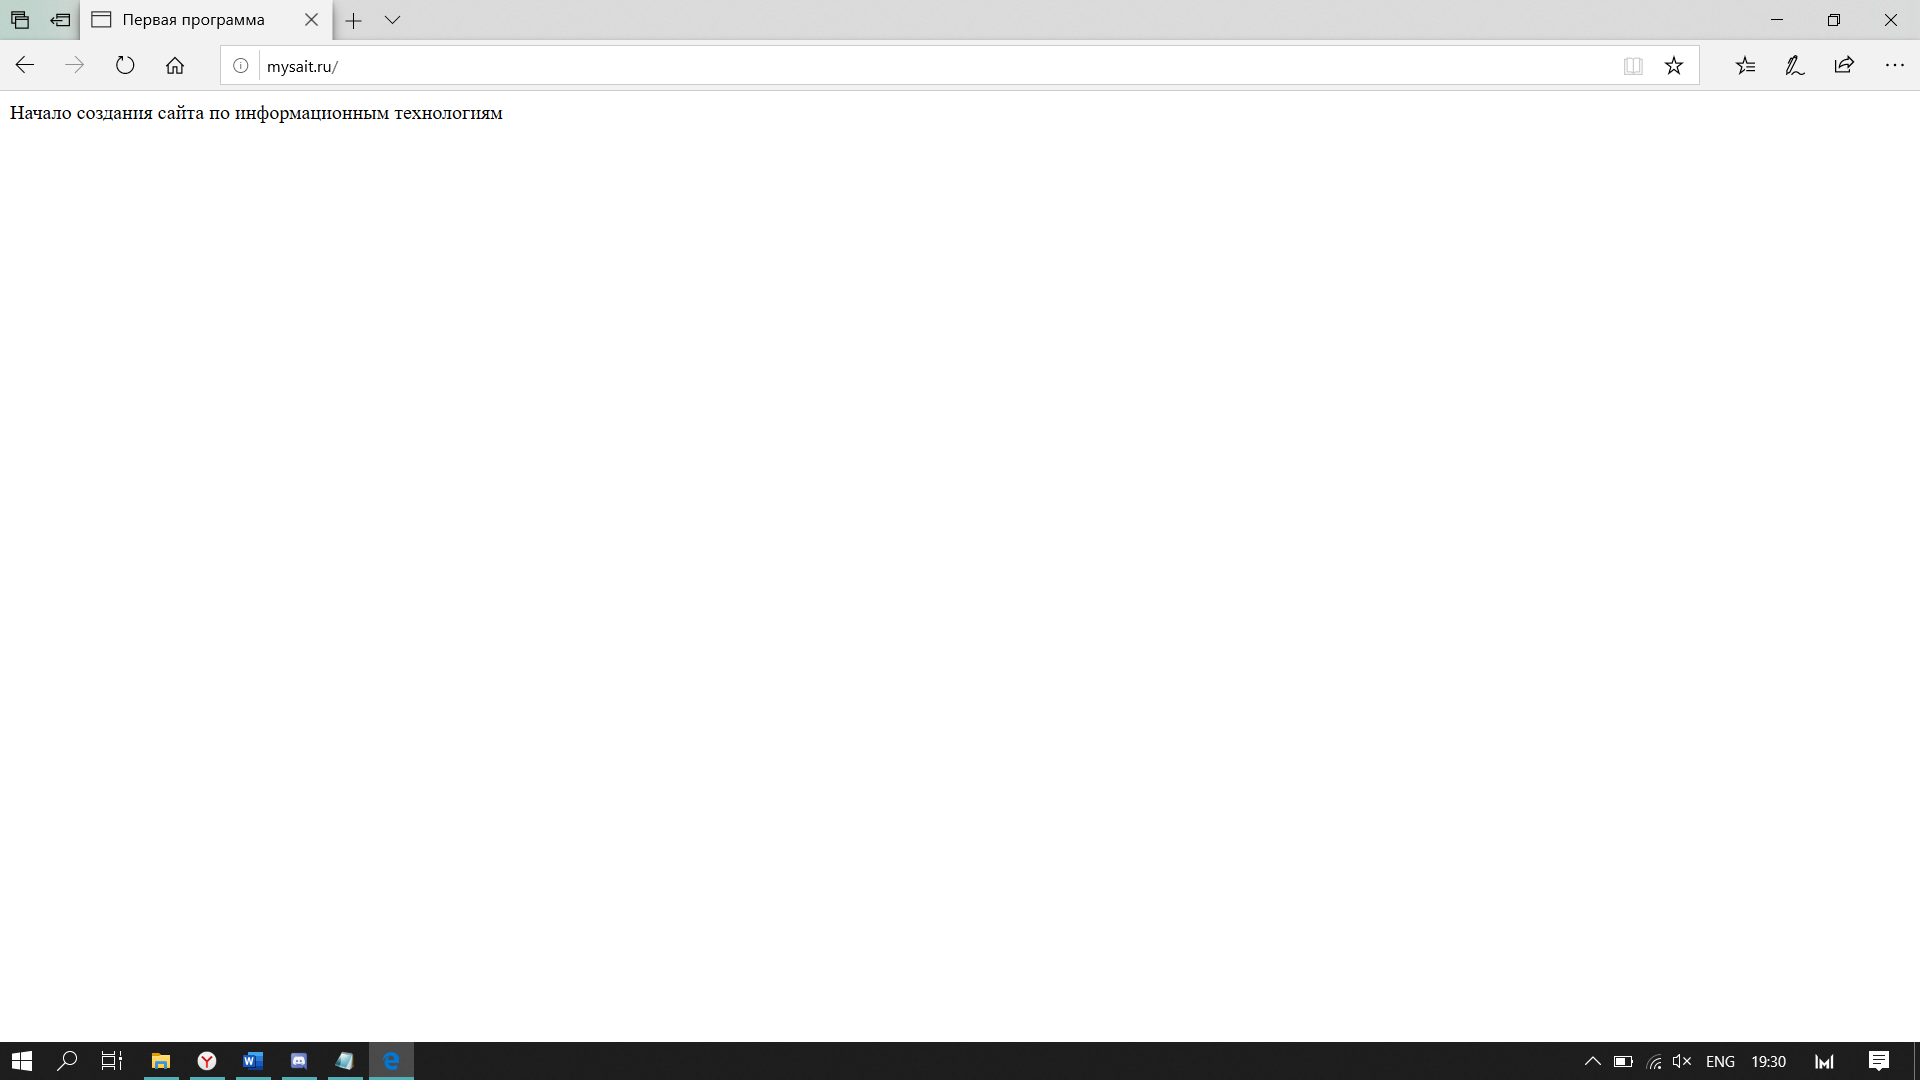 Первая программа
mysait.ru/
Начало создания сайта по информационным технологиям
ENG
19:30